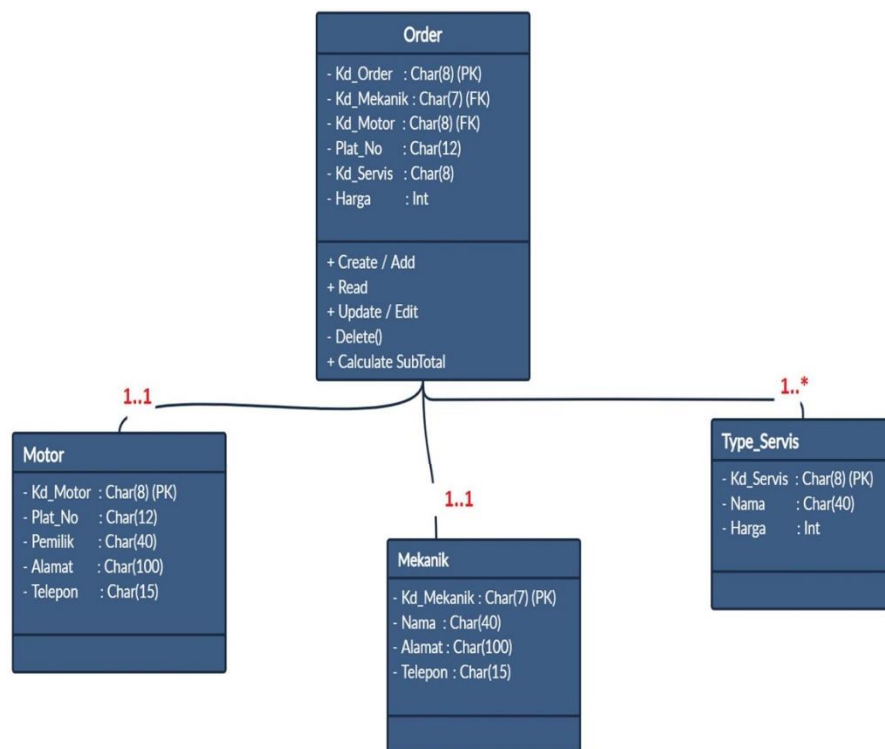 Order
- Kd_Order : Char(8) (PK)
- Kd_Mekanik : Char(7) (FK)
- Kd_Motor : Char(8) (FK)
- Plat_No : Char(12)
- Kd_Servis : Char(8)
- Harga : Int
+ Create / Add
+ Read
+ Update / Edit
- Delete()
+ Calculate SubTotal
1..1
1..*
1..1
Motor
- Kd_Motor : Char(8) (PK)
- Plat_No : Char(12)
- Pemilik : Char(40)
- Alamat : Char(100)
- Telepon : Char(15)
Mekanik
- Kd_Mekanik : Char(7) (PK)
- Nama : Char(40)
- Alamat : Char(100)
- Telepon : Char(15)
Type_Servis
- Kd_Servis : Char(8) (PK)
- Nama : Char(40)
- Harga : Int